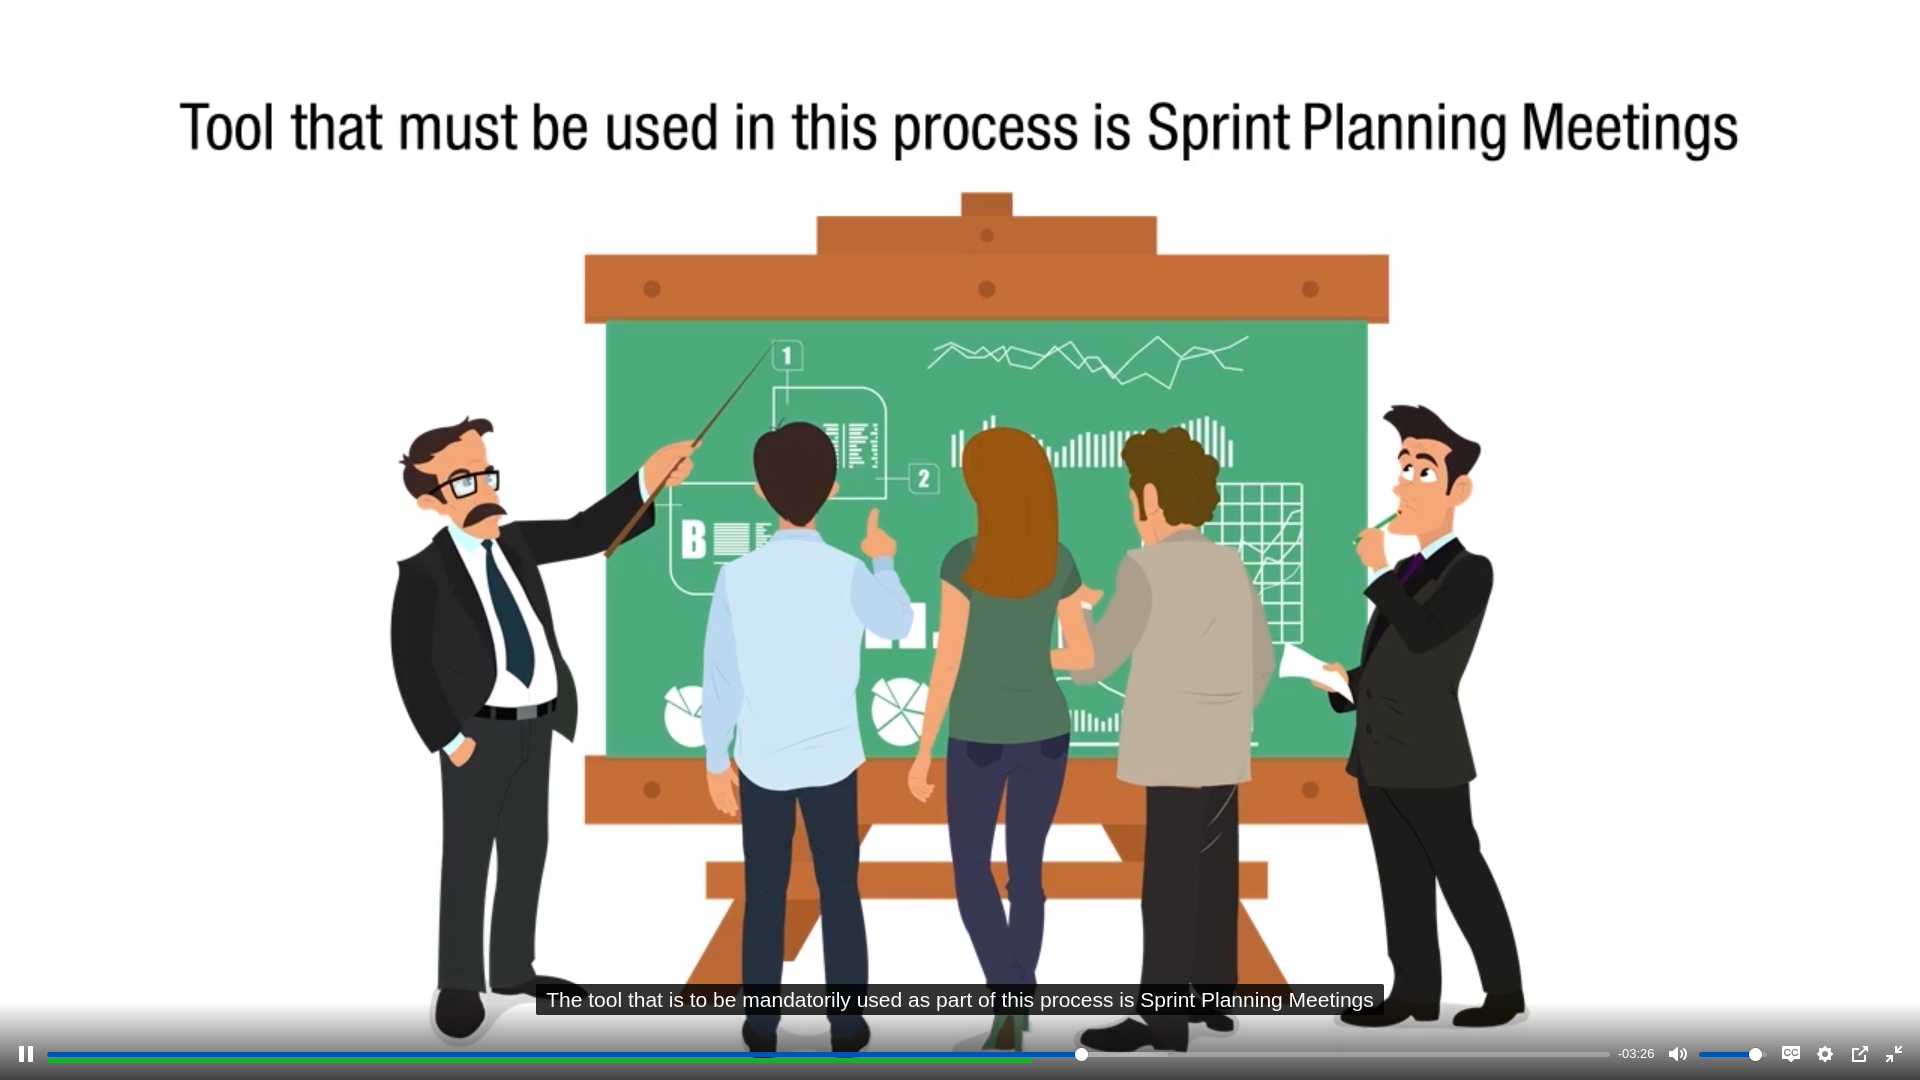 Tool that must be used in this process is Sprint Planning Meetings
1
2
B
The tool that is to be mandatorily used as part of this process is Sprint Planning Meetings
-03:26
CC